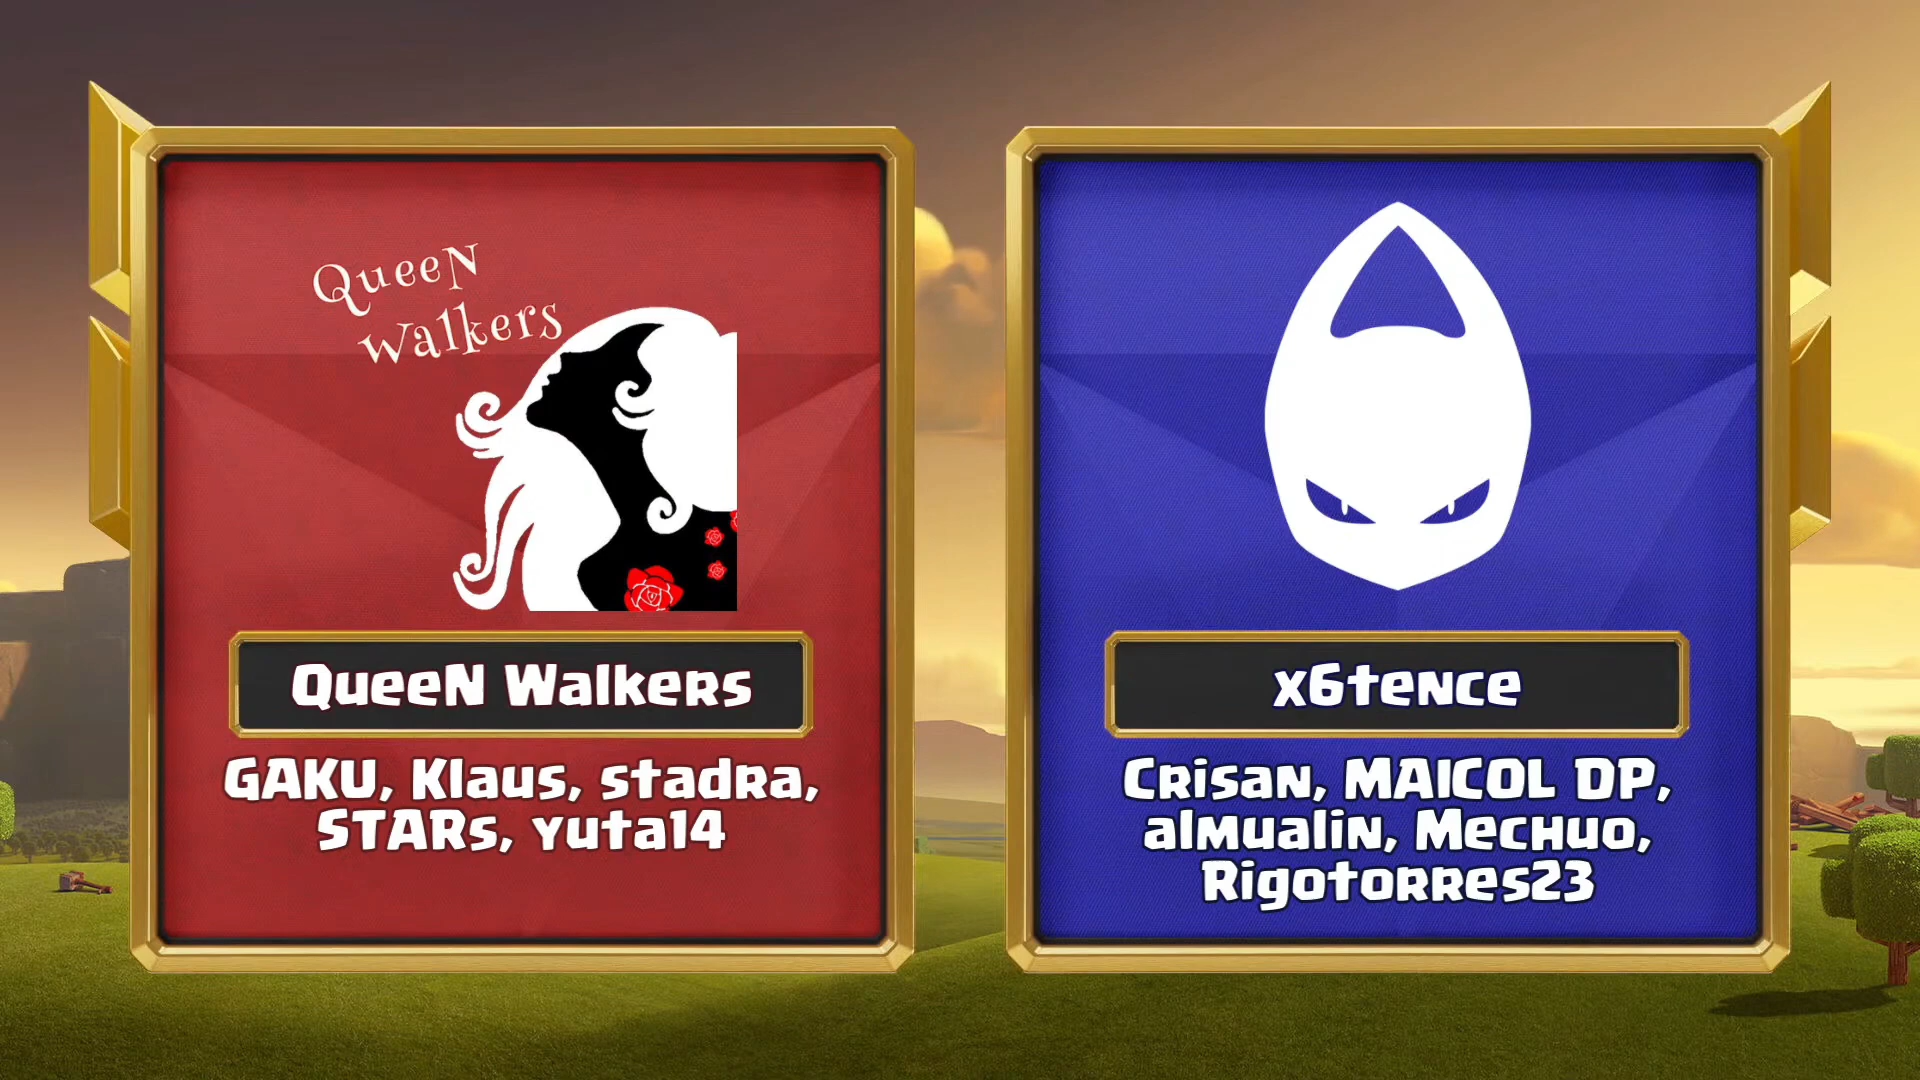 QueeN
Walkers
QueeN Walkers
GAKU, Klaus, stadra,
STARs, yuta14
x6tence
Crisan, MAICOL DP,
almualin, Mechuo,
Rigotorres23